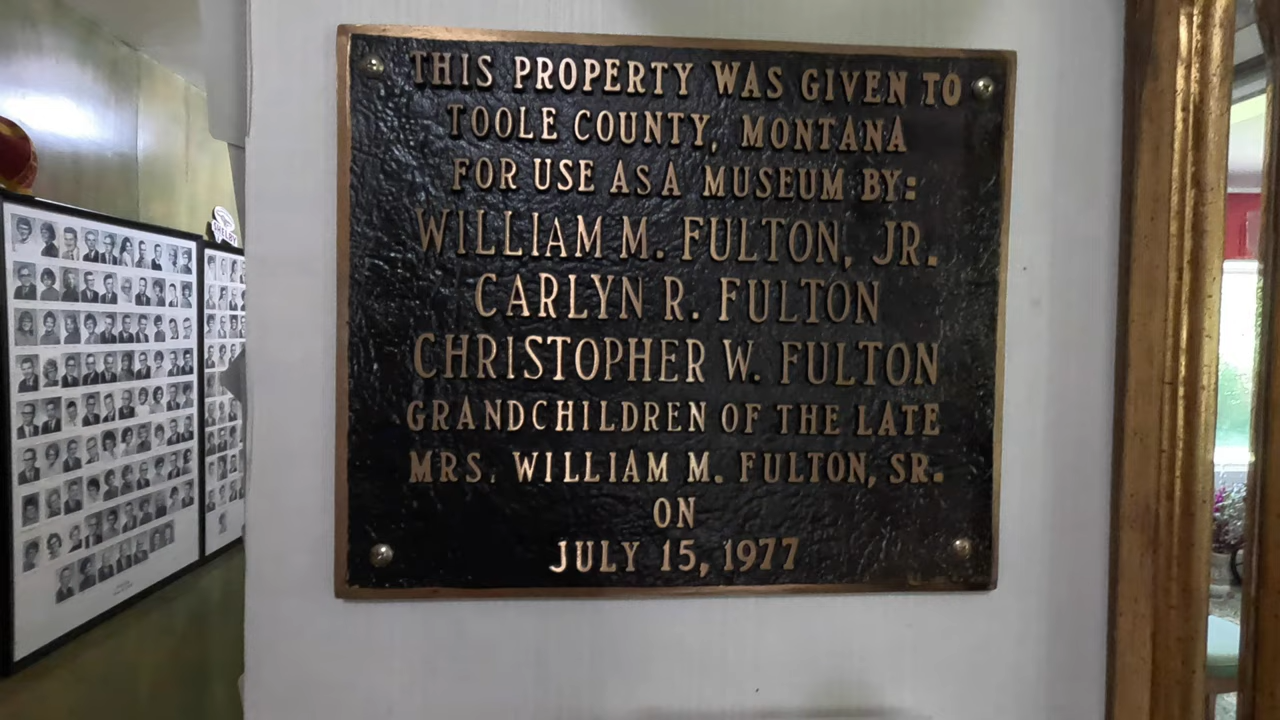 THIS PROPERTY WAS GIVEN TO
TOOLE COUNTY, MONTANA
FOR USE AS A MUSEUM BY:
WILLIAM M. FULTON, JR.
CARLYN R. FULTON
CHRISTOPHER W. FULTON
GRANDCHILDREN OF THE LATE
MRS. WILLIAM M. FULTON, SR.
ON
JULY 15, 1977
SHELBY